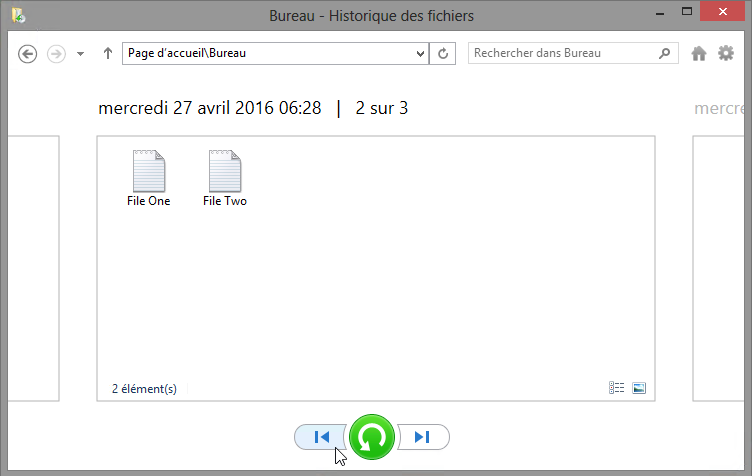 Bureau - Historique des fichiers
Page d'accueil\Bureau
Rechercher dans Bureau
mercredi 27 avril 2016 06:28 | 2 sur 3
mercre
File One
File Two
2 élément(s)